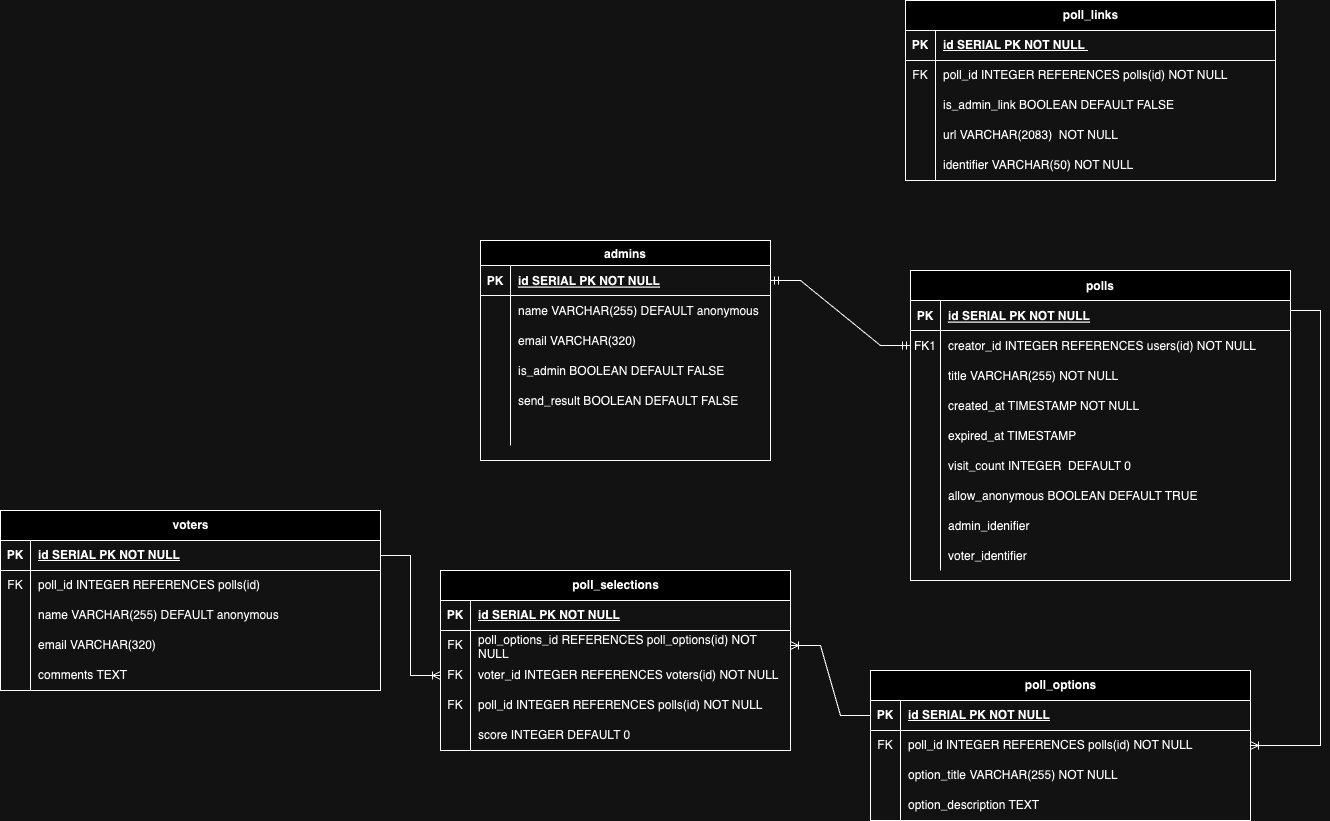 poll_links
PK id SERIAL PK NOT NULL
FK poll_id INTEGER REFERENCES polls(id) NOT NULL
is_admin_link BOOLEAN DEFAULT FALSE
url VARCHAR(2083) NOT NULL
identifier VARCHAR(50) NOT NULL
admins
PK id SERIAL PK NOT NULL
name VARCHAR(255) DEFAULT anonymous
email VARCHAR(320)
is_admin BOOLEAN DEFAULT FALSE
send_result BOOLEAN DEFAULT FALSE
polls
PK id SERIAL PK NOT NULL
FK1 creator_id INTEGER REFERENCES users(id) NOT NULL
title VARCHAR(255) NOT NULL
created_at TIMESTAMP NOT NULL
expired_at TIMESTAMP
visit_count INTEGER DEFAULT 0
allow_anonymous BOOLEAN DEFAULT TRUE
admin_idenifier
voter_identifier
voters
PK id SERIAL PK NOT NULL
FK poll_id INTEGER REFERENCES polls(id)
name VARCHAR(255) DEFAULT anonymous
email VARCHAR(320)
comments TEXT
poll_selections
PK id SERIAL PK NOT NULL
FK poll_options_id REFERENCES poll_options(id) NOT
NULL
FK voter_id INTEGER REFERENCES voters(id) NOT NULL
FK poll_id INTEGER REFERENCES polls(id) NOT NULL
score INTEGER DEFAULT 0
poll_options
PK id SERIAL PK NOT NULL
FK poll_id INTEGER REFERENCES polls(id) NOT NULL
option_title VARCHAR(255) NOT NULL
option_description TEXT